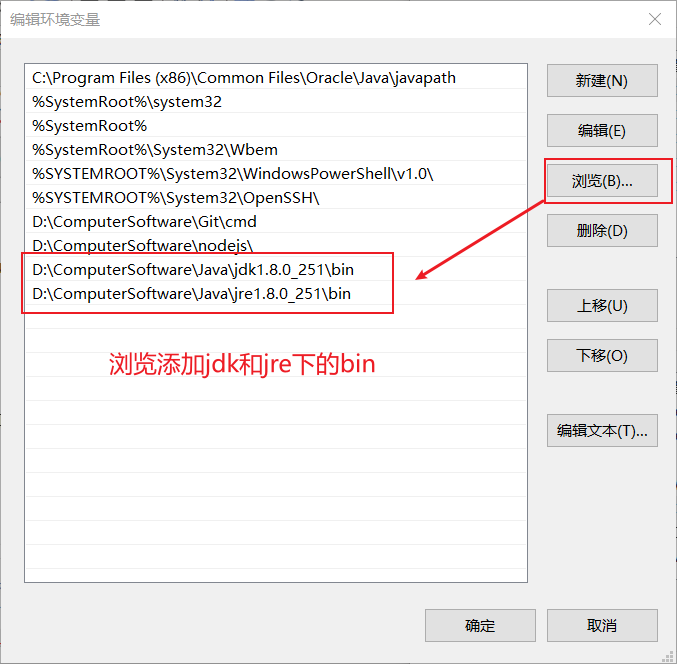 编辑环境变量
C:\Program Files (x86)\Common Files\Oracle\Java\javapath
%SystemRoot%\system32
%SystemRoot%
%SystemRoot%\System32\Wbem
%SYSTEMROOT%\System32\WindowsPowerShell\v1.0\
%SYSTEMROOT%\System32\OpenSSH\
D:\ComputerSoftware\Git\cmd
D:\ComputerSoftware\nodejs\
D:\ComputerSoftware\Java\jdk1.8.0_251\bin
D:\ComputerSoftware\Java\jre1.8.0_251\bin
浏览添加jdk和jre下的bin
新建(N)
编辑(E)
浏览(B)...
删除(D)
上移(U)
下移(O)
编辑文本(T)...
确定
取消